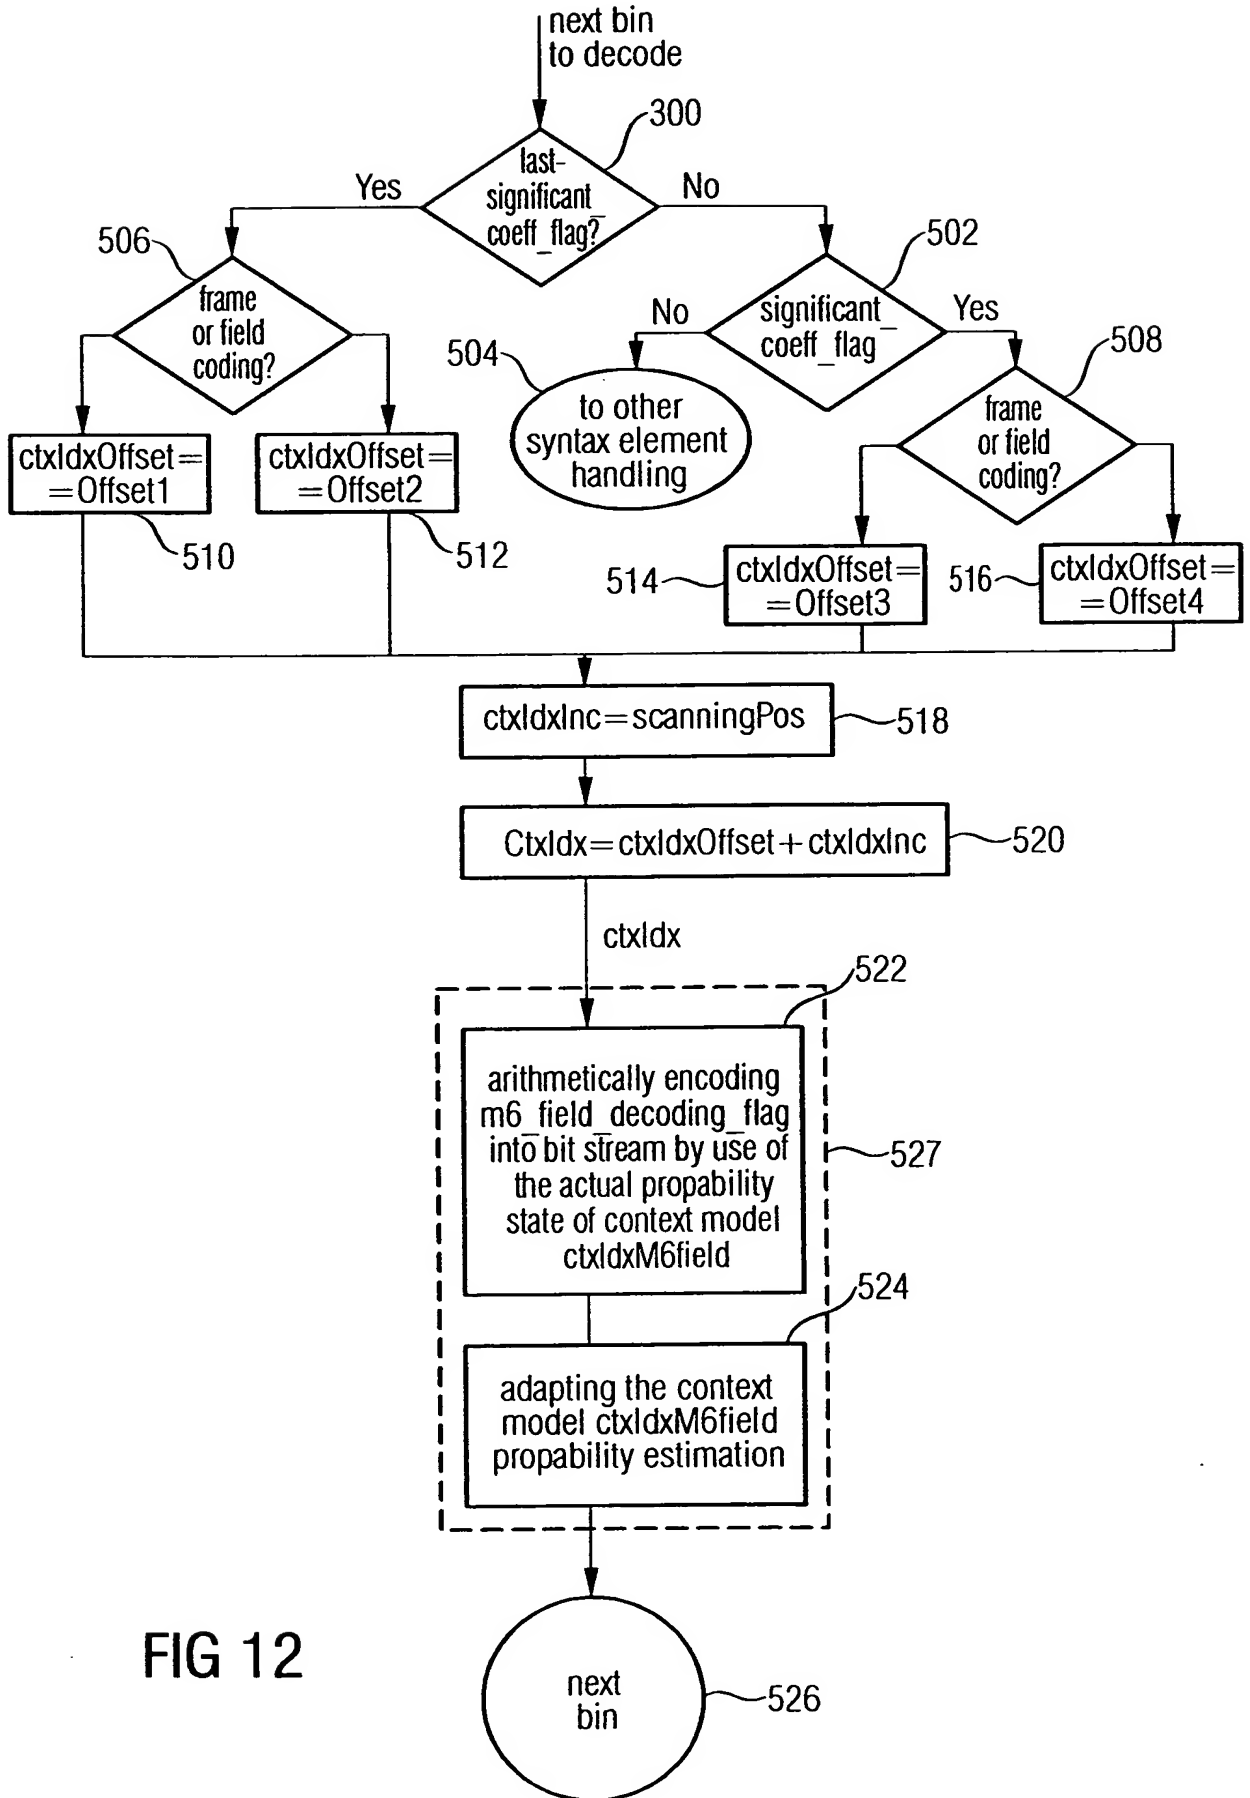 next bin
to decode
300
last-
significant_
coeff_flag?
Yes
No
506
502
frame
or field
coding?
significant_
coeff_flag
No
Yes
504
508
to other
syntax element
handling
frame
or field
coding?
ctxIdxOffset=
=Offset1
ctxIdxOffset=
=Offset2
510
512
514
ctxIdxOffset=
=Offset3
516
ctxIdxOffset=
=Offset4
ctxIdxInc=scanningPos
518
CtxIdx=ctxIdxOffset+ctxIdxInc
520
ctxIdx
522
arithmetically encoding
m6_field_decoding_flag
into bit stream by use of
the actual propability
state of context model
ctxIdxM6field
527
524
adapting the context
model ctxIdxM6field
propability estimation
FIG 12
next
bin
526